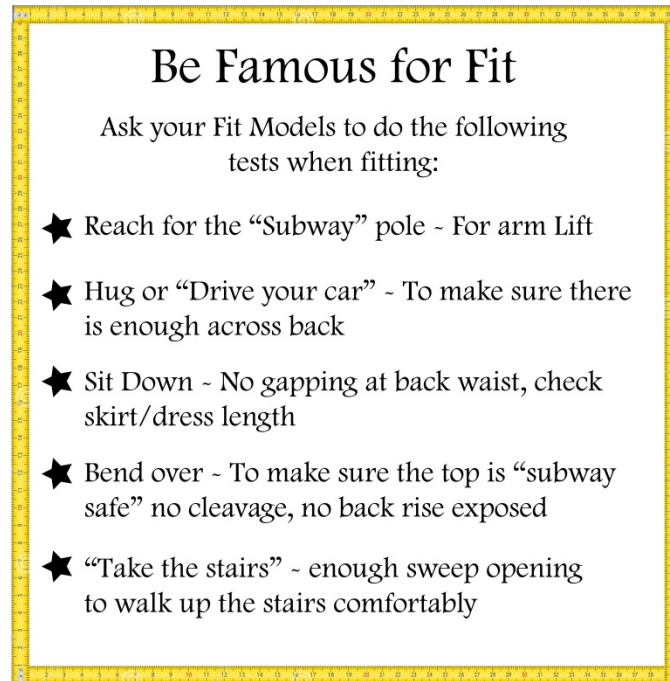 Be Famous for Fit
Ask your Fit Models to do the following
tests when fitting:
Reach for the “Subway” pole ~ For arm Lift
Hug or “Drive your car” ~ To make sure there
is enough across back
Sit Down ~ No gapping at back waist, check
skirt/dress length
Bend over ~ To make sure the top is “subway
safe” no cleavage, no back rise exposed
“Take the stairs” ~ enough sweep opening
to walk up the stairs comfortably